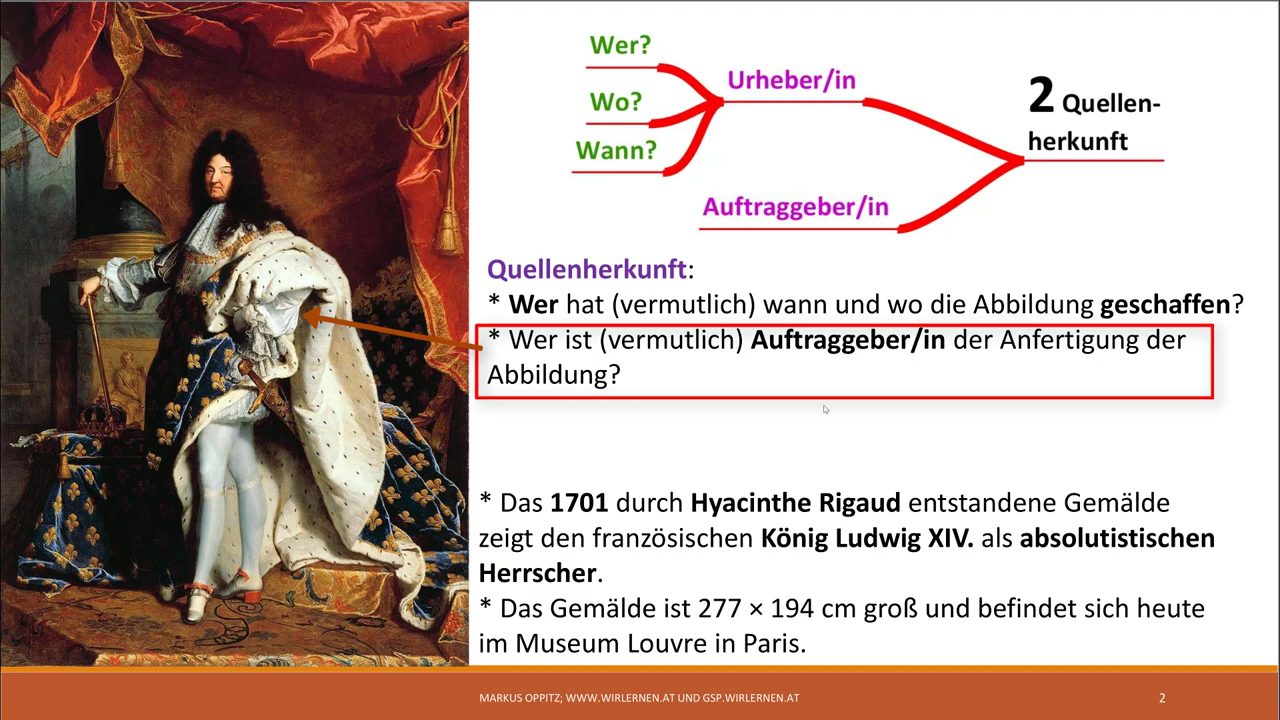 Wer?
Wo?
Wann?
Urheber/in
Auftraggeber/in
2 Quellen-
herkunft
Quellenherkunft:
* Wer hat (vermutlich) wann und wo die Abbildung geschaffen?
* Wer ist (vermutlich) Auftraggeber/in der Anfertigung der
Abbildung?
* Das 1701 durch Hyacinthe Rigaud entstandene Gemälde
zeigt den französischen König Ludwig XIV. als absolutistischen
Herrscher.
* Das Gemälde ist 277 × 194 cm groß und befindet sich heute
im Museum Louvre in Paris.
MARKUS OPPITZ; WWW.WIRLERNEN.AT UND GSP.WIRLERNEN.AT
2